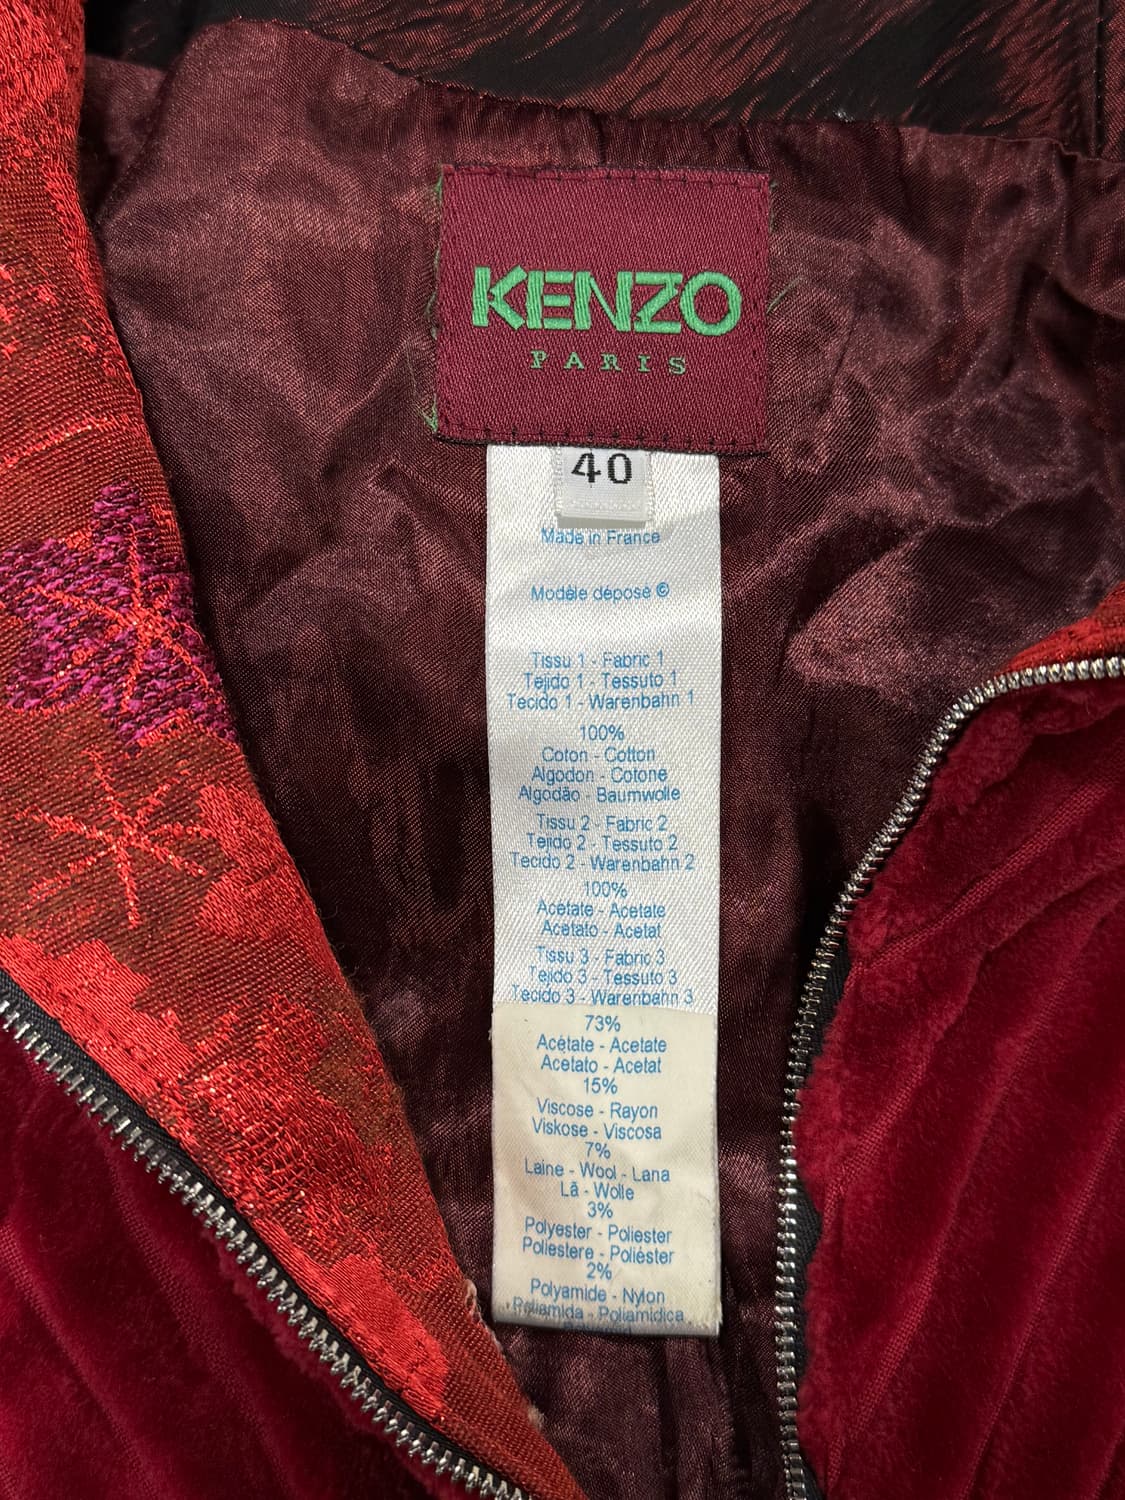 KENZO
PARIS
40
Made in France
Modèle déposé ©
Tissu 1 - Fabric 1
Tejido 1 - Tessuto 1
Tecido 1 - Warenbahn 1
100%
Coton - Cotton
Algodon - Cotone
Algodão - Baumwolle
Tissu 2 - Fabric 2
Tejido 2 - Tessuto 2
Tecido 2 - Warenbahn 2
100%
Acetate - Acetate
Acetato - Acetat
Tissu 3 - Fabric 3
Tejido 3 - Tessuto 3
Tecido 3 - Warenbahn 3
73%
Acétate - Acetate
Acetato - Acetat
15%
Viscose - Rayon
Viskose - Viscosa
7%
Laine - Wool - Lana
Lã - Wolle
3%
Polyester - Poliester
Poliestere - Poliéster
2%
Polyamide - Nylon
Poliamida - Poliamidica